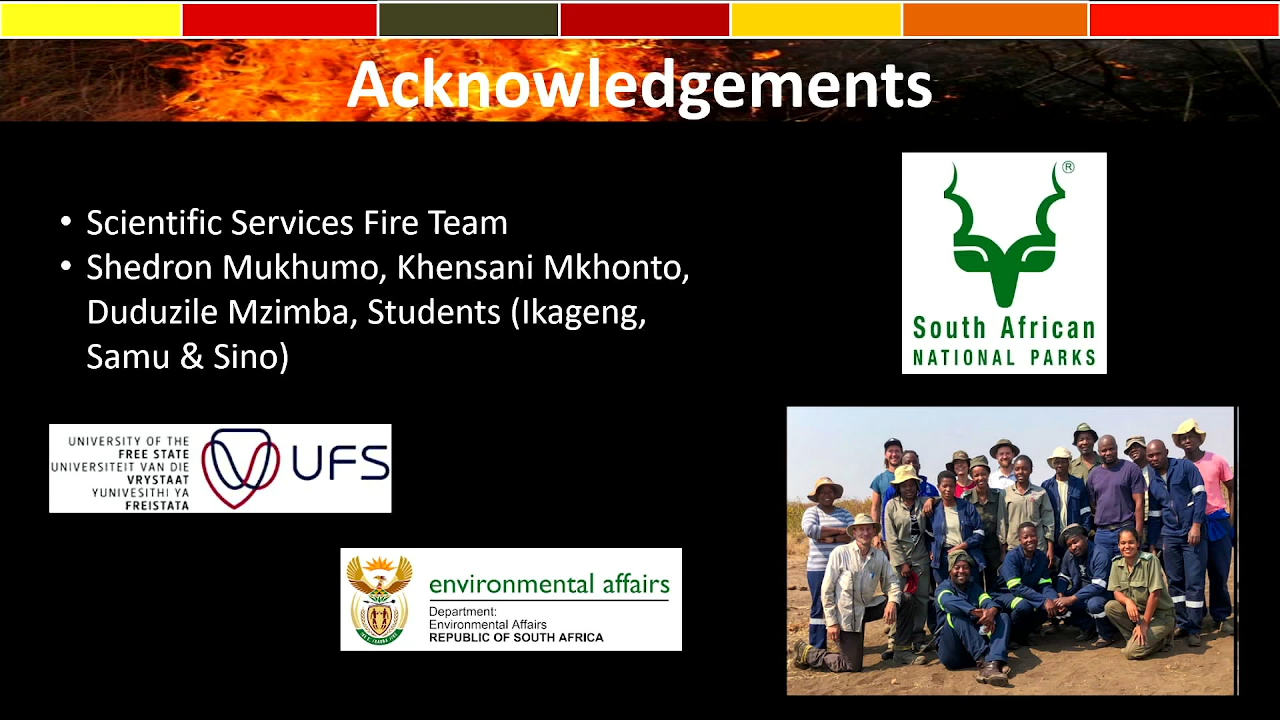 Acknowledgements
• Scientific Services Fire Team
• Shedron Mukhumo, Khensani Mkhonto,
Duduzile Mzimba, Students (Ikageng,
Samu & Sino)
®
South African
NATIONAL PARKS
UNIVERSITY OF THE
FREE STATE
UNIVERSITEIT VAN DIE
VRYSTAAT
YUNIVESITHI YA
FREISTATA
UFS
environmental affairs
Department:
Environmental Affairs
REPUBLIC OF SOUTH AFRICA